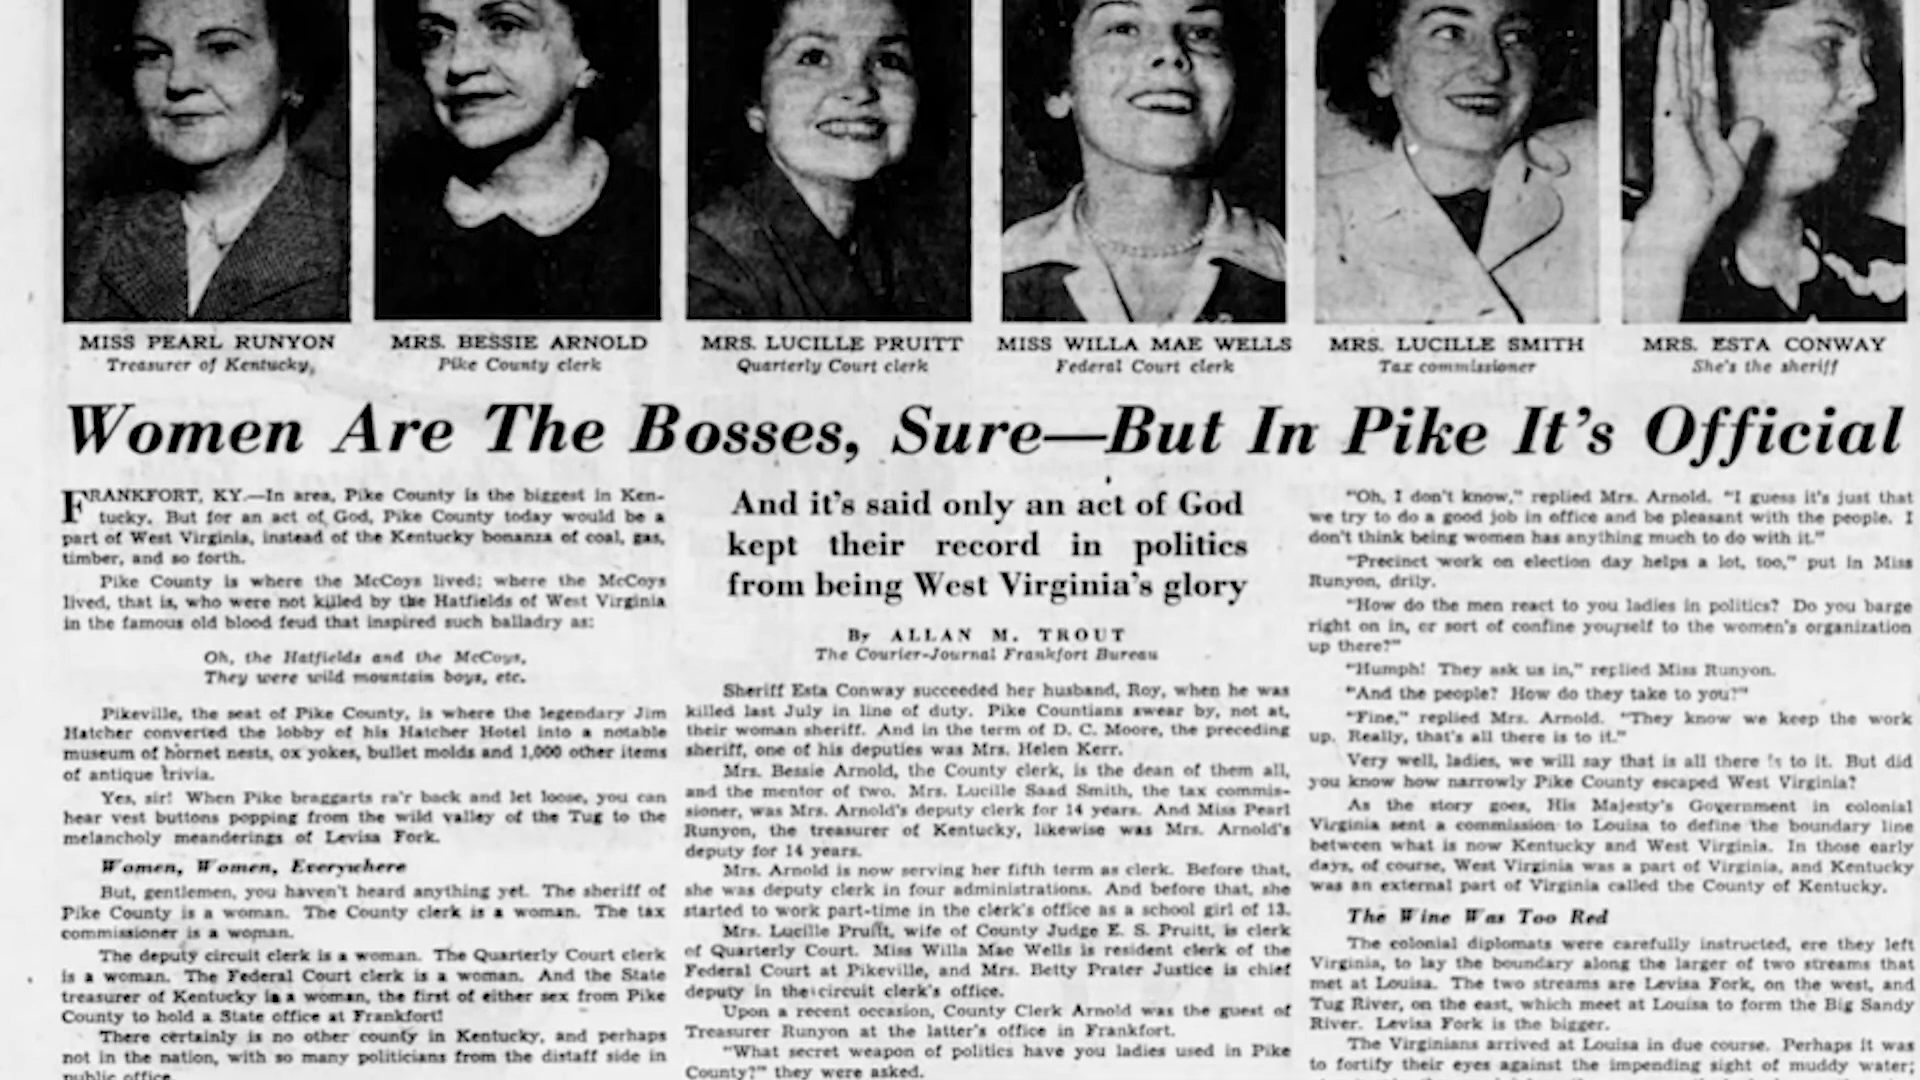 MISS PEARL RUNYON
Treasurer of Kentucky,
MRS. BESSIE ARNOLD
Pike County clerk
MRS. LUCILLE PRUITT
Quarterly Court clerk
MISS WILLA MAE WELLS
Federal Court clerk
MRS. LUCILLE SMITH
Tax commissioner
MRS. ESTA CONWAY
She's the sheriff
Women Are The Bosses, Sure—But In Pike It's Official
FRANKFORT, KY.—In area, Pike County is the biggest in Ken-
tucky. But for an act of God, Pike County today would be a
part of West Virginia, instead of the Kentucky bonanza of coal, gas,
timber, and so forth.
Pike County is where the McCoys lived; where the McCoys
lived, that is, who were not killed by the Hatfields of West Virginia
in the famous old blood feud that inspired such balladry as:
Oh, the Hatfields and the McCoys,
They were wild mountain boys, etc.
Pikeville, the seat of Pike County, is where the legendary Jim
Hatcher converted the lobby of his Hatcher Hotel into a notable
museum of hornet nests, ox yokes, bullet molds and 1,000 other items
of antique trivia.
Yes, sir! When Pike braggarts ra'r back and let loose, you can
hear vest buttons popping from the wild valley of the Tug to the
melancholy meanderings of Levisa Fork.
Women, Women, Everywhere
But, gentlemen, you haven't heard anything yet. The sheriff of
Pike County is a woman. The County clerk is a woman. The tax
commissioner is a woman.
The deputy circuit clerk is a woman. The Quarterly Court clerk
is a woman. The Federal Court clerk is a woman. And the State
treasurer of Kentucky is a woman, the first of either sex from Pike
County to hold a State office at Frankfort!
There certainly is no other county in Kentucky, and perhaps
not in the nation, with so many politicians from the distaff side in
public office.
And it's said only an act of God
kept their record in politics
from being West Virginia's glory
By ALLAN M. TROUT
The Courier-Journal Frankfort Bureau
Sheriff Esta Conway succeeded her husband, Roy, when he was
killed last July in line of duty. Pike Countians swear by, not at,
their woman sheriff. And in the term of D. C. Moore, the preceding
sheriff, one of his deputies was Mrs. Helen Kerr.
Mrs. Bessie Arnold, the County clerk, is the dean of them all,
and the mentor of two. Mrs. Lucille Saad Smith, the tax commis-
sioner, was Mrs. Arnold's deputy clerk for 14 years. And Miss Pearl
Runyon, the treasurer of Kentucky, likewise was Mrs. Arnold's
deputy for 14 years.
Mrs. Arnold is now serving her fifth term as clerk. Before that,
she was deputy clerk in four administrations. And before that, she
started to work part-time in the clerk's office as a school girl of 13.
Mrs. Lucille Pruitt, wife of County Judge E. S. Pruitt, is clerk
of Quarterly Court. Miss Willa Mae Wells is resident clerk of the
Federal Court at Pikeville, and Mrs. Betty Prater Justice is chief
deputy in the circuit clerk's office.
Upon a recent occasion, County Clerk Arnold was the guest of
Treasurer Runyon at the latter's office in Frankfort.
"What secret weapon of politics have you ladies used in Pike
County?" they were asked.
"Oh, I don't know," replied Mrs. Arnold. "I guess it's just that
we try to do a good job in office and be pleasant with the people. I
don't think being women has anything much to do with it."
"Precinct work on election day helps a lot, too," put in Miss
Runyon, drily.
"How do the men react to you ladies in politics? Do you barge
right on in, or sort of confine yourself to the women's organization
up there?"
"Humph! They ask us in," replied Miss Runyon.
"And the people? How do they take to you?"
"Fine," replied Mrs. Arnold. "They know we keep the work
up. Really, that's all there is to it."
Very well, ladies, we will say that is all there is to it. But did
you know how narrowly Pike County escaped West Virginia?
As the story goes, His Majesty's Government in colonial
Virginia sent a commission to Louisa to define the boundary line
between what is now Kentucky and West Virginia. In those early
days, of course, West Virginia was a part of Virginia, and Kentucky
was an external part of Virginia called the County of Kentucky.
The Wine Was Too Red
The colonial diplomats were carefully instructed, ere they left
Virginia, to lay the boundary along the larger of two streams that
met at Louisa. The two streams are Levisa Fork, on the west, and
Tug River, on the east, which meet at Louisa to form the Big Sandy
River. Levisa Fork is the bigger.
The Virginians arrived at Louisa in due course. Perhaps it was
to fortify their eyes against the impending sight of muddy water;